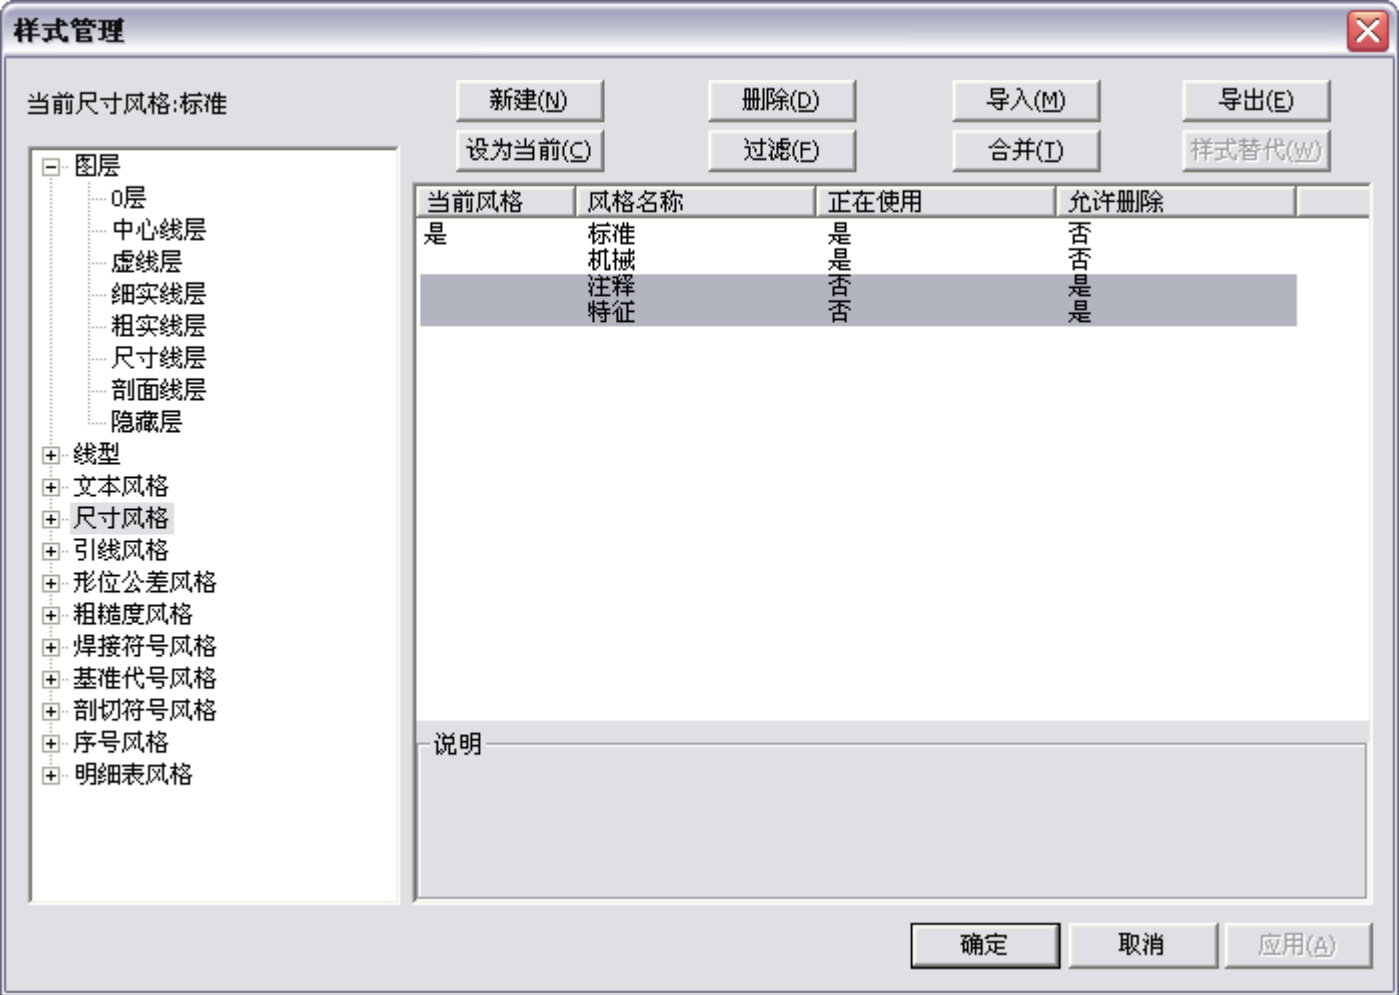 样式管理
当前尺寸风格:标准
新建(N) 删除(D) 导入(M) 导出(E)
设为当前(C) 过滤(F) 合并(T) 样式替代(W)
图层
0层
中心线层
虚线层
细实线层
粗实线层
尺寸线层
剖面线层
隐藏层
线型
文本风格
尺寸风格
引线风格
形位公差风格
粗糙度风格
焊接符号风格
基准代号风格
剖切符号风格
序号风格
明细表风格
当前风格 风格名称 正在使用 允许删除
是 标准 是 否
机械 是 否
注释 否 是
特征 否 是
说明
确定 取消 应用(A)